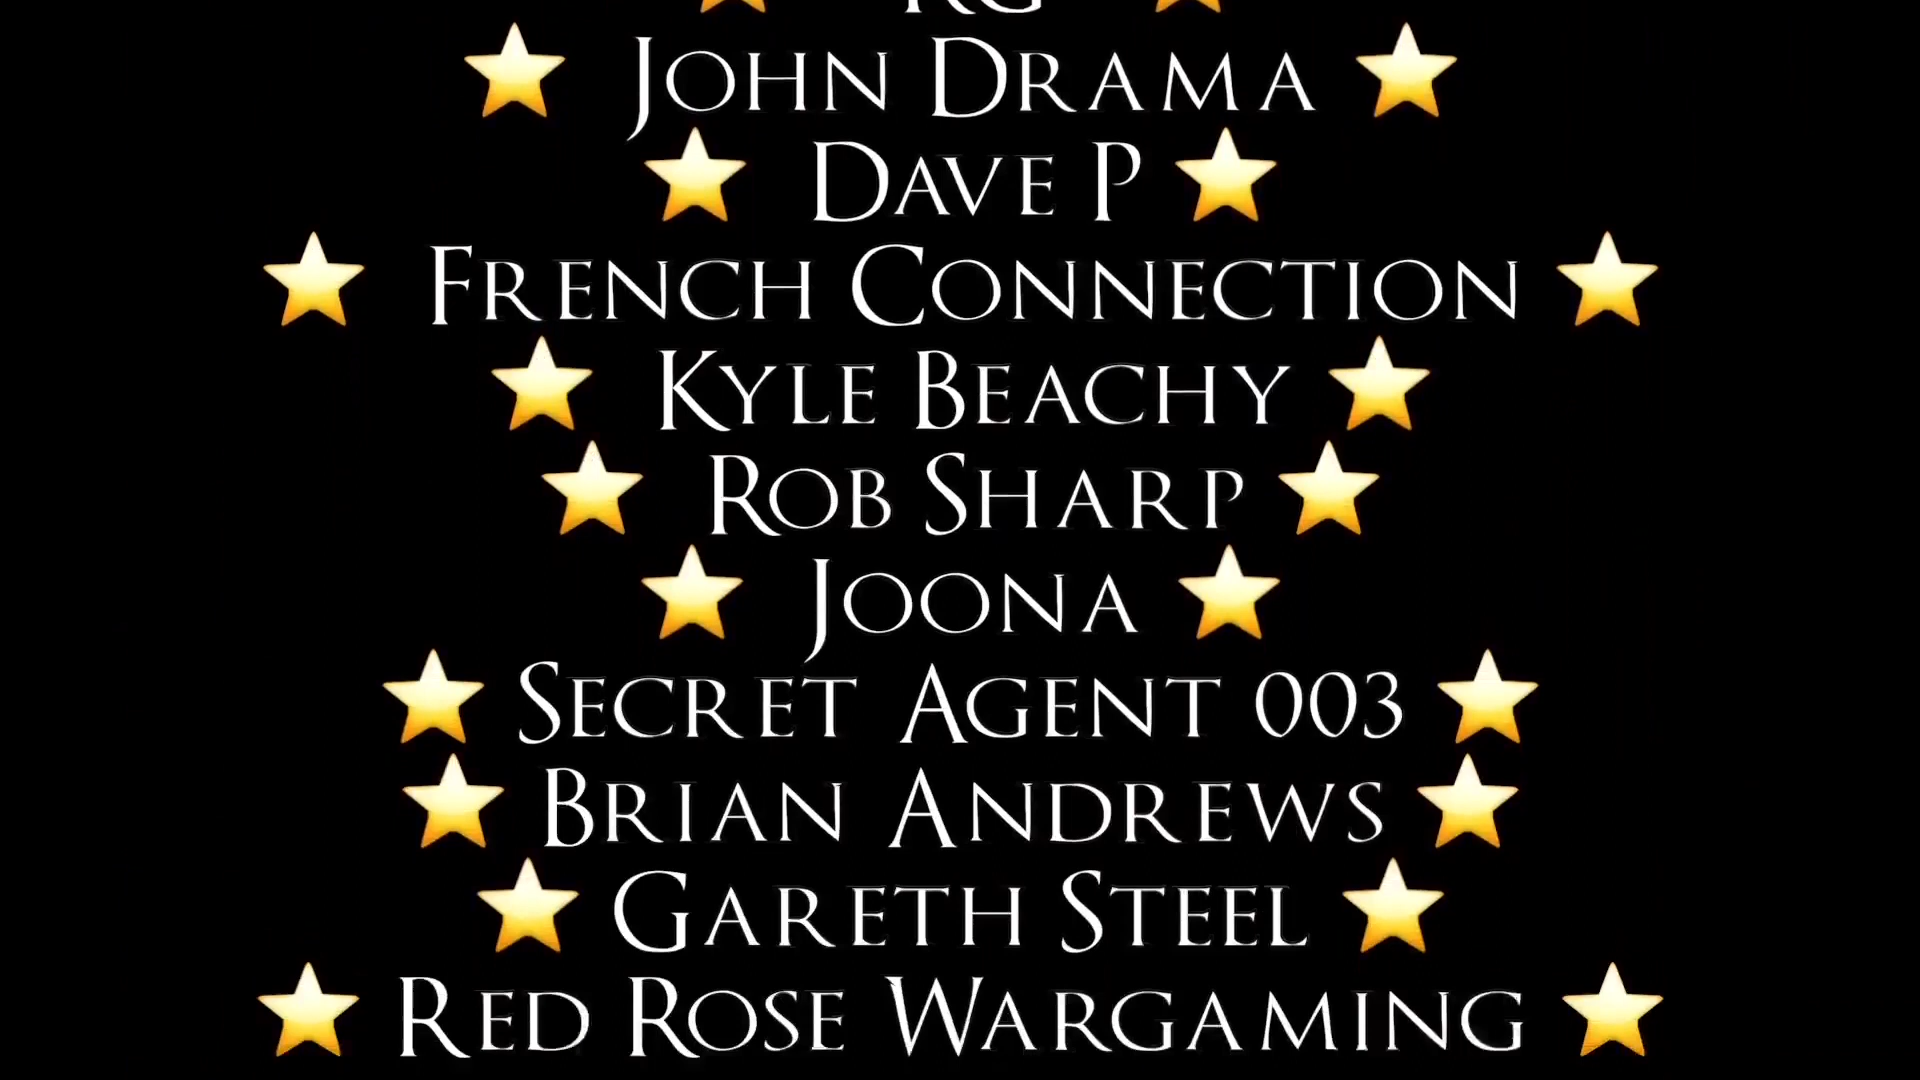 John Drama
Dave P
French Connection
Kyle Beachy
Rob Sharp
Joona
Secret Agent 003
Brian Andrews
Gareth Steel
Red Rose Wargaming